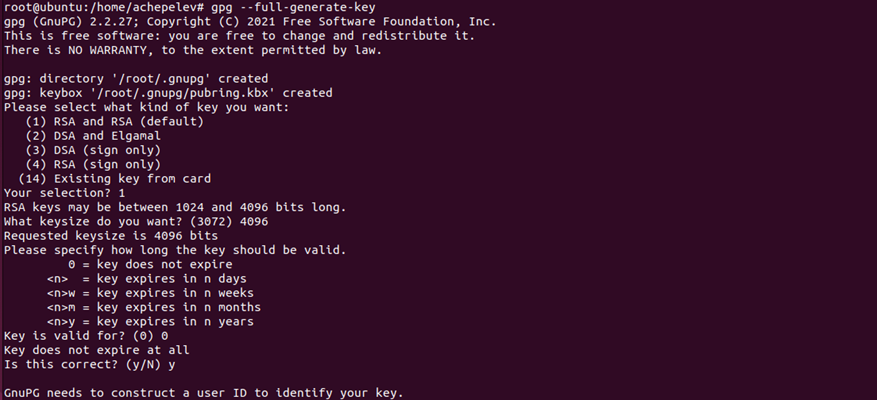 root@ubuntu:/home/achepelev# gpg --full-generate-key
gpg (GnuPG) 2.2.27; Copyright (C) 2021 Free Software Foundation, Inc.
This is free software: you are free to change and redistribute it.
There is NO WARRANTY, to the extent permitted by law.

gpg: directory '/root/.gnupg' created
gpg: keybox '/root/.gnupg/pubring.kbx' created
Please select what kind of key you want:
   (1) RSA and RSA (default)
   (2) DSA and Elgamal
   (3) DSA (sign only)
   (4) RSA (sign only)
  (14) Existing key from card
Your selection? 1
RSA keys may be between 1024 and 4096 bits long.
What keysize do you want? (3072) 4096
Requested keysize is 4096 bits
Please specify how long the key should be valid.
         0 = key does not expire
      <n>  = key expires in n days
      <n>w = key expires in n weeks
      <n>m = key expires in n months
      <n>y = key expires in n years
Key is valid for? (0) 0
Key does not expire at all
Is this correct? (y/N) y

GnuPG needs to construct a user ID to identify your key.